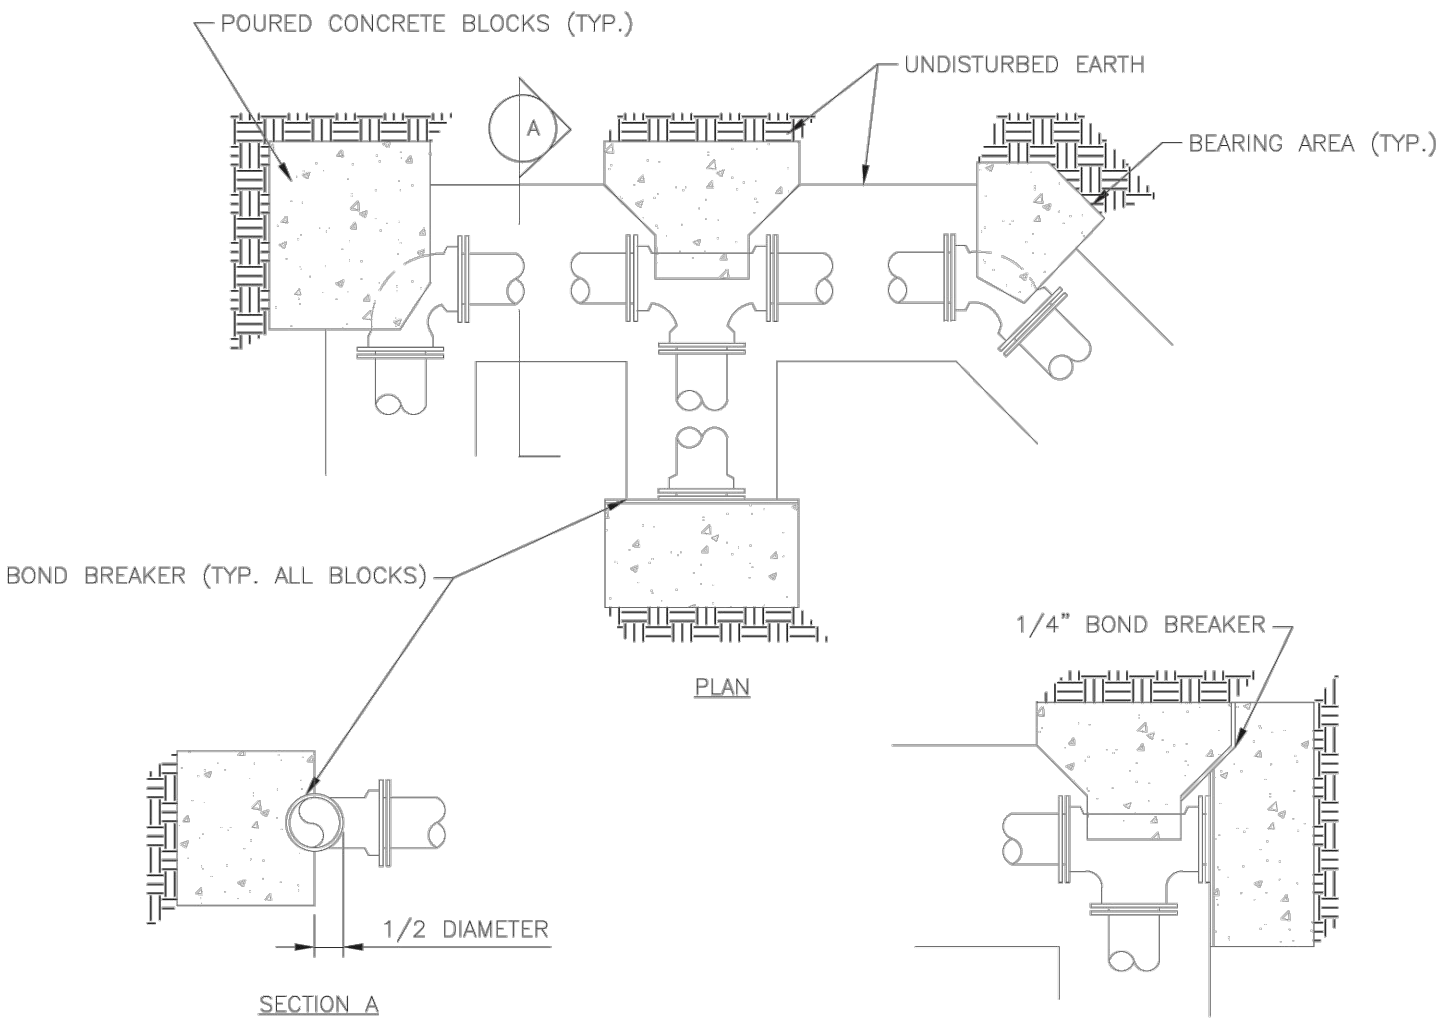 POURED CONCRETE BLOCKS (TYP.)
UNDISTURBED EARTH
A
BEARING AREA (TYP.)
BOND BREAKER (TYP. ALL BLOCKS)
1/4" BOND BREAKER
PLAN
1/2 DIAMETER
SECTION A